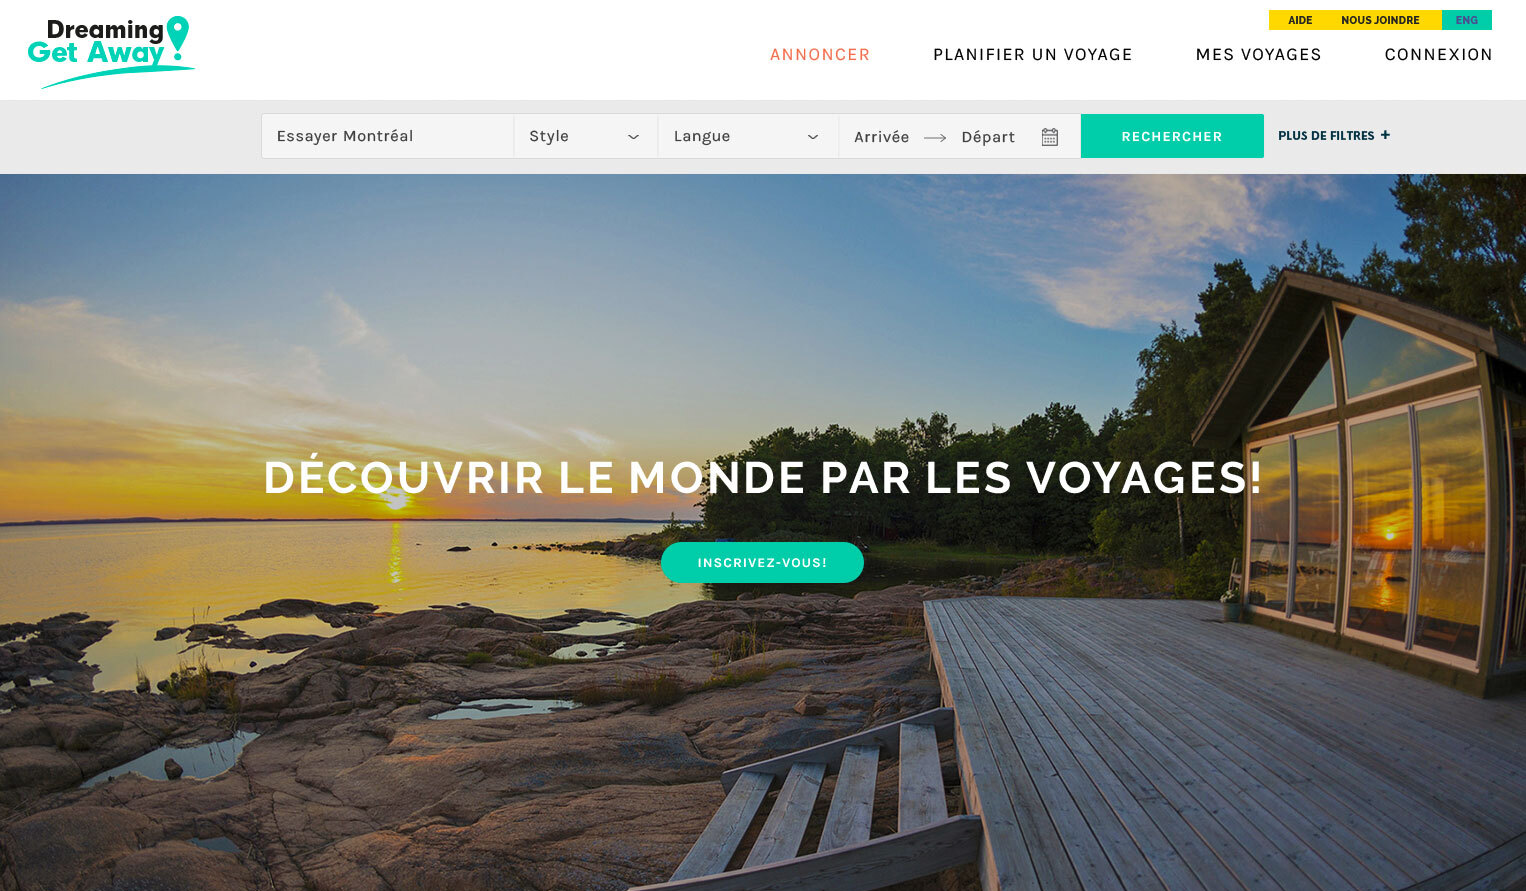 Dreaming
Get Away
AIDE NOUS JOINDRE ENG
ANNONCER PLANIFIER UN VOYAGE MES VOYAGES CONNEXION
Essayer Montréal Style Langue Arrivée Départ RECHERCHER PLUS DE FILTRES +
DÉCOUVRIR LE MONDE PAR LES VOYAGES!
INSCRIVEZ-VOUS!